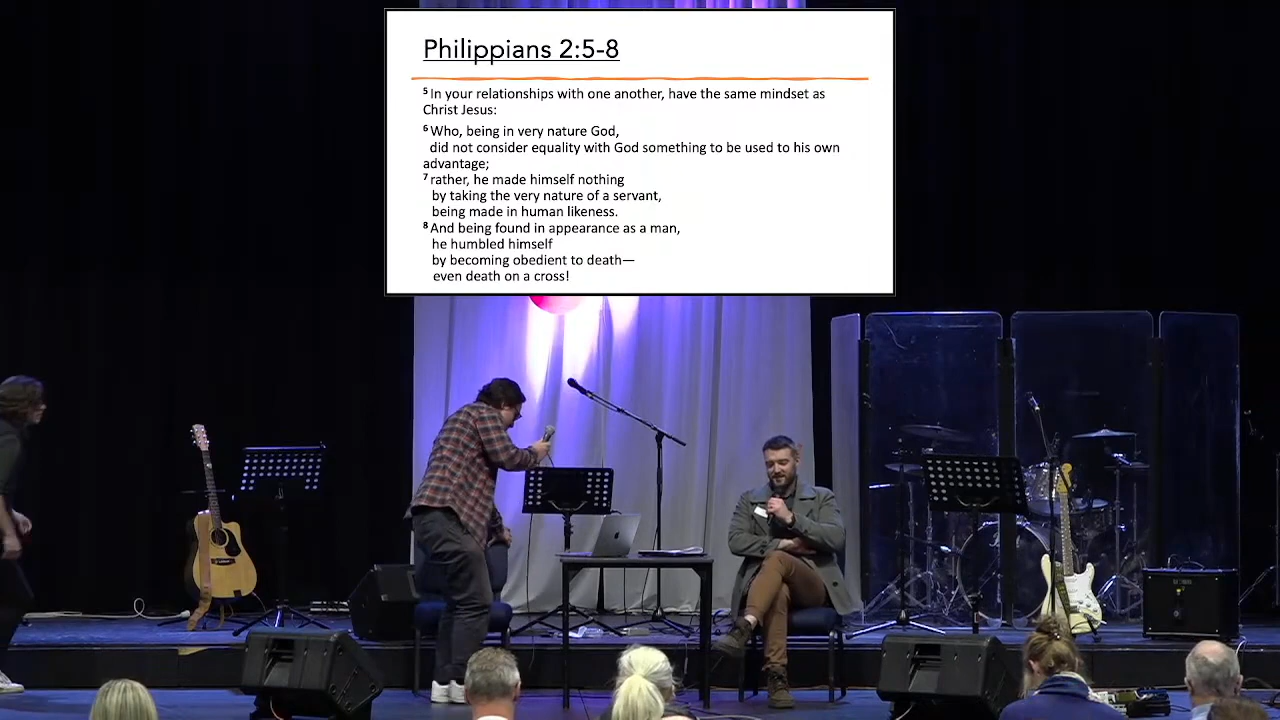 Philippians 2:5-8
5 In your relationships with one another, have the same mindset as
Christ Jesus:
6 Who, being in very nature God,
did not consider equality with God something to be used to his own
advantage;
7 rather, he made himself nothing
by taking the very nature of a servant,
being made in human likeness.
8 And being found in appearance as a man,
he humbled himself
by becoming obedient to death—
even death on a cross!